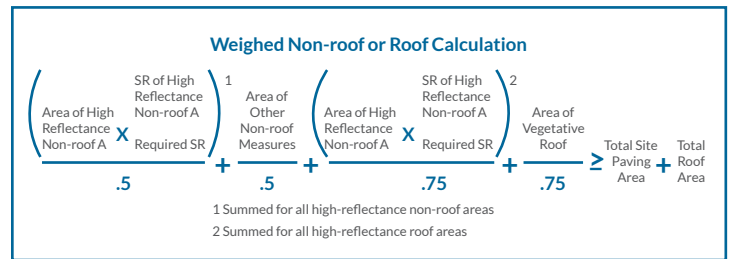 Weighed Non-roof or Roof Calculation
( Area of High Reflectance Non-roof A X SR of High Reflectance Non-roof A Required SR ) 1
.5
+
Area of Other Non-roof Measures
.5
+
( Area of High Reflectance Non-roof A X SR of High Reflectance Non-roof A Required SR ) 2
.75
+
Area of Vegetative Roof
.75
≥
Total Site Paving Area
+
Total Roof Area
1 Summed for all high-reflectance non-roof areas
2 Summed for all high-reflectance roof areas